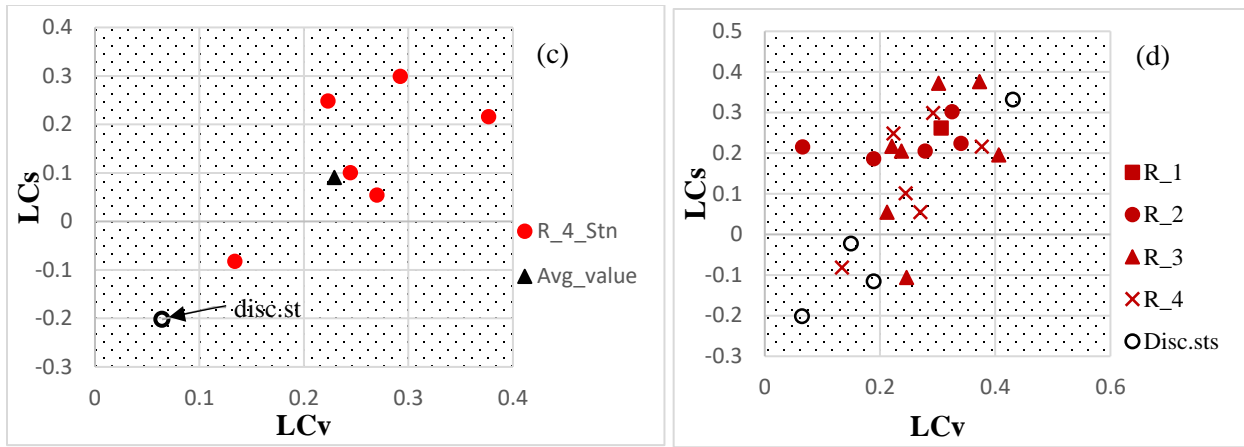 (c)
LCs
0.4
0.3
0.2
0.1
0
-0.1
-0.2
-0.3
disc.st
0 0.1 0.2 0.3 0.4
LCv
R_4_Stn
Avg_value
(d)
LCs
0.5
0.4
0.3
0.2
0.1
0
-0.1
-0.2
-0.3
0 0.2 0.4 0.6
LCv
R_1
R_2
R_3
R_4
Disc.sts